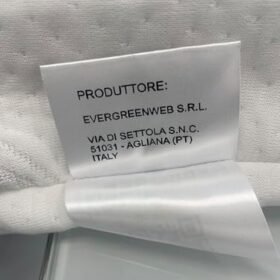 PRODUTTORE:
EVERGREENWEB S.R.L.
VIA DI SETTOLA S.N.C.
51031 - AGLIANA (PT)
ITALY